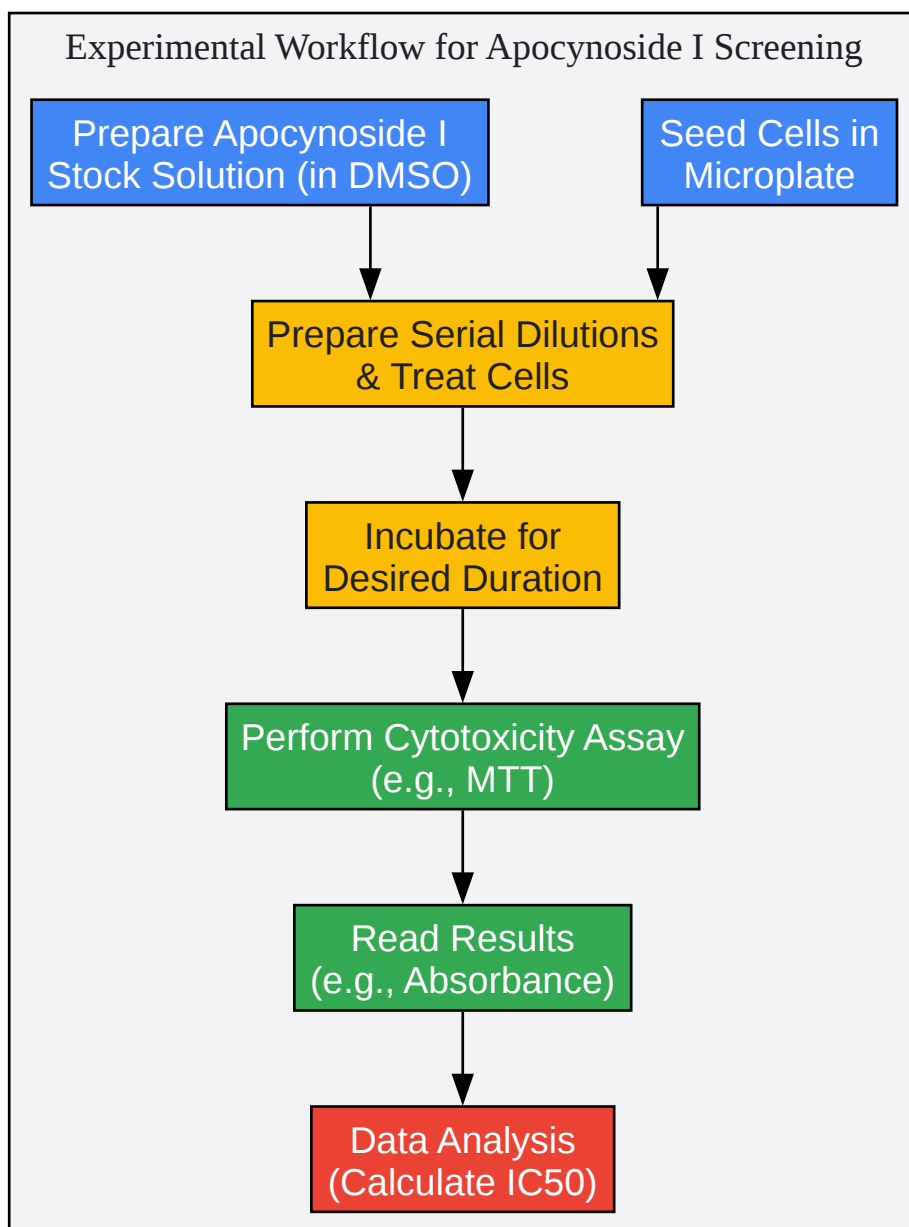 Experimental Workflow for Apocynoside I Screening
Prepare Apocynoside I
Stock Solution (in DMSO)
Seed Cells in
Microplate
Prepare Serial Dilutions
& Treat Cells
Incubate for
Desired Duration
Perform Cytotoxicity Assay
(e.g., MTT)
Read Results
(e.g., Absorbance)
Data Analysis
(Calculate IC50)